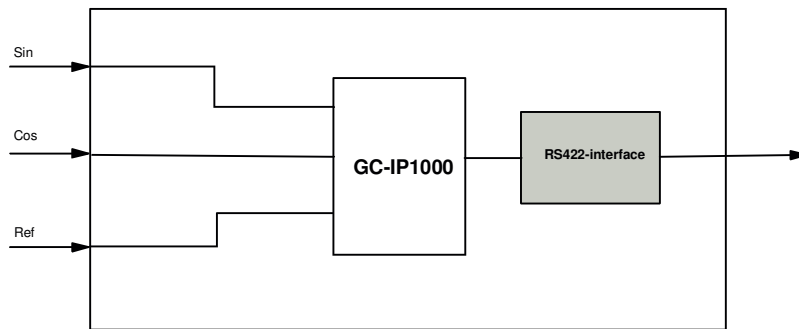 Sin
Cos
GC-IP1000
RS422-interface
Ref